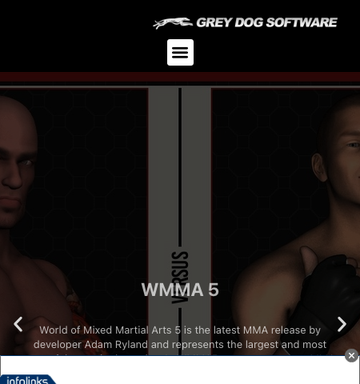 GREY DOG SOFTWARE
VERSUS
WMMA 5
World of Mixed Martial Arts 5 is the latest MMA release by
developer Adam Ryland and represents the largest and most
infolinks